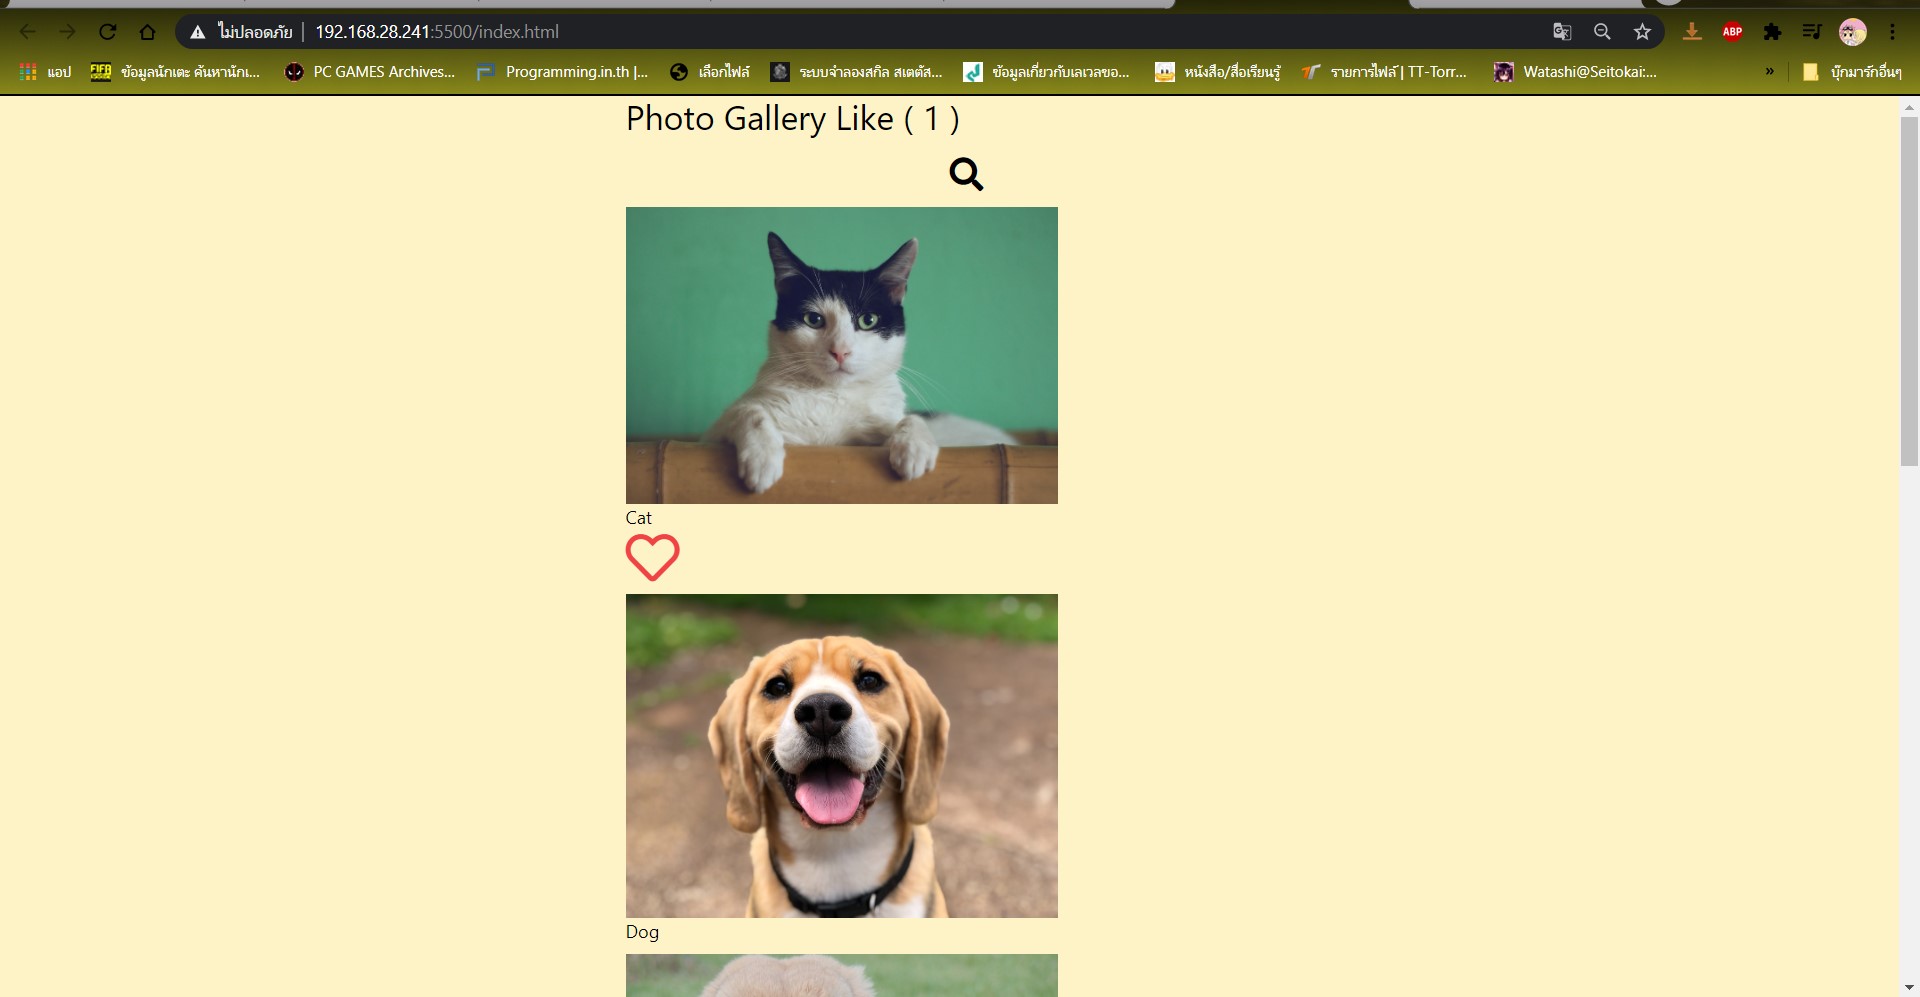 ไม่ปลอดภัย | 192.168.28.241:5500/index.html
ABP
แอป
FIFA
ข้อมูลนักเตะ ค้นหานักเ...
PC GAMES Archives...
Programming.in.th |...
เลือกไฟล์
ระบบจำลองสกิล สเตตัส...
ข้อมูลเกี่ยวกับเลเวลขอ...
หนังสือ/สื่อเรียนรู้
รายการไฟล์ | TT-Torr...
Watashi@Seitokai:...
»
บุ๊กมาร์กอื่นๆ
Photo Gallery Like ( 1 )
Cat
Dog